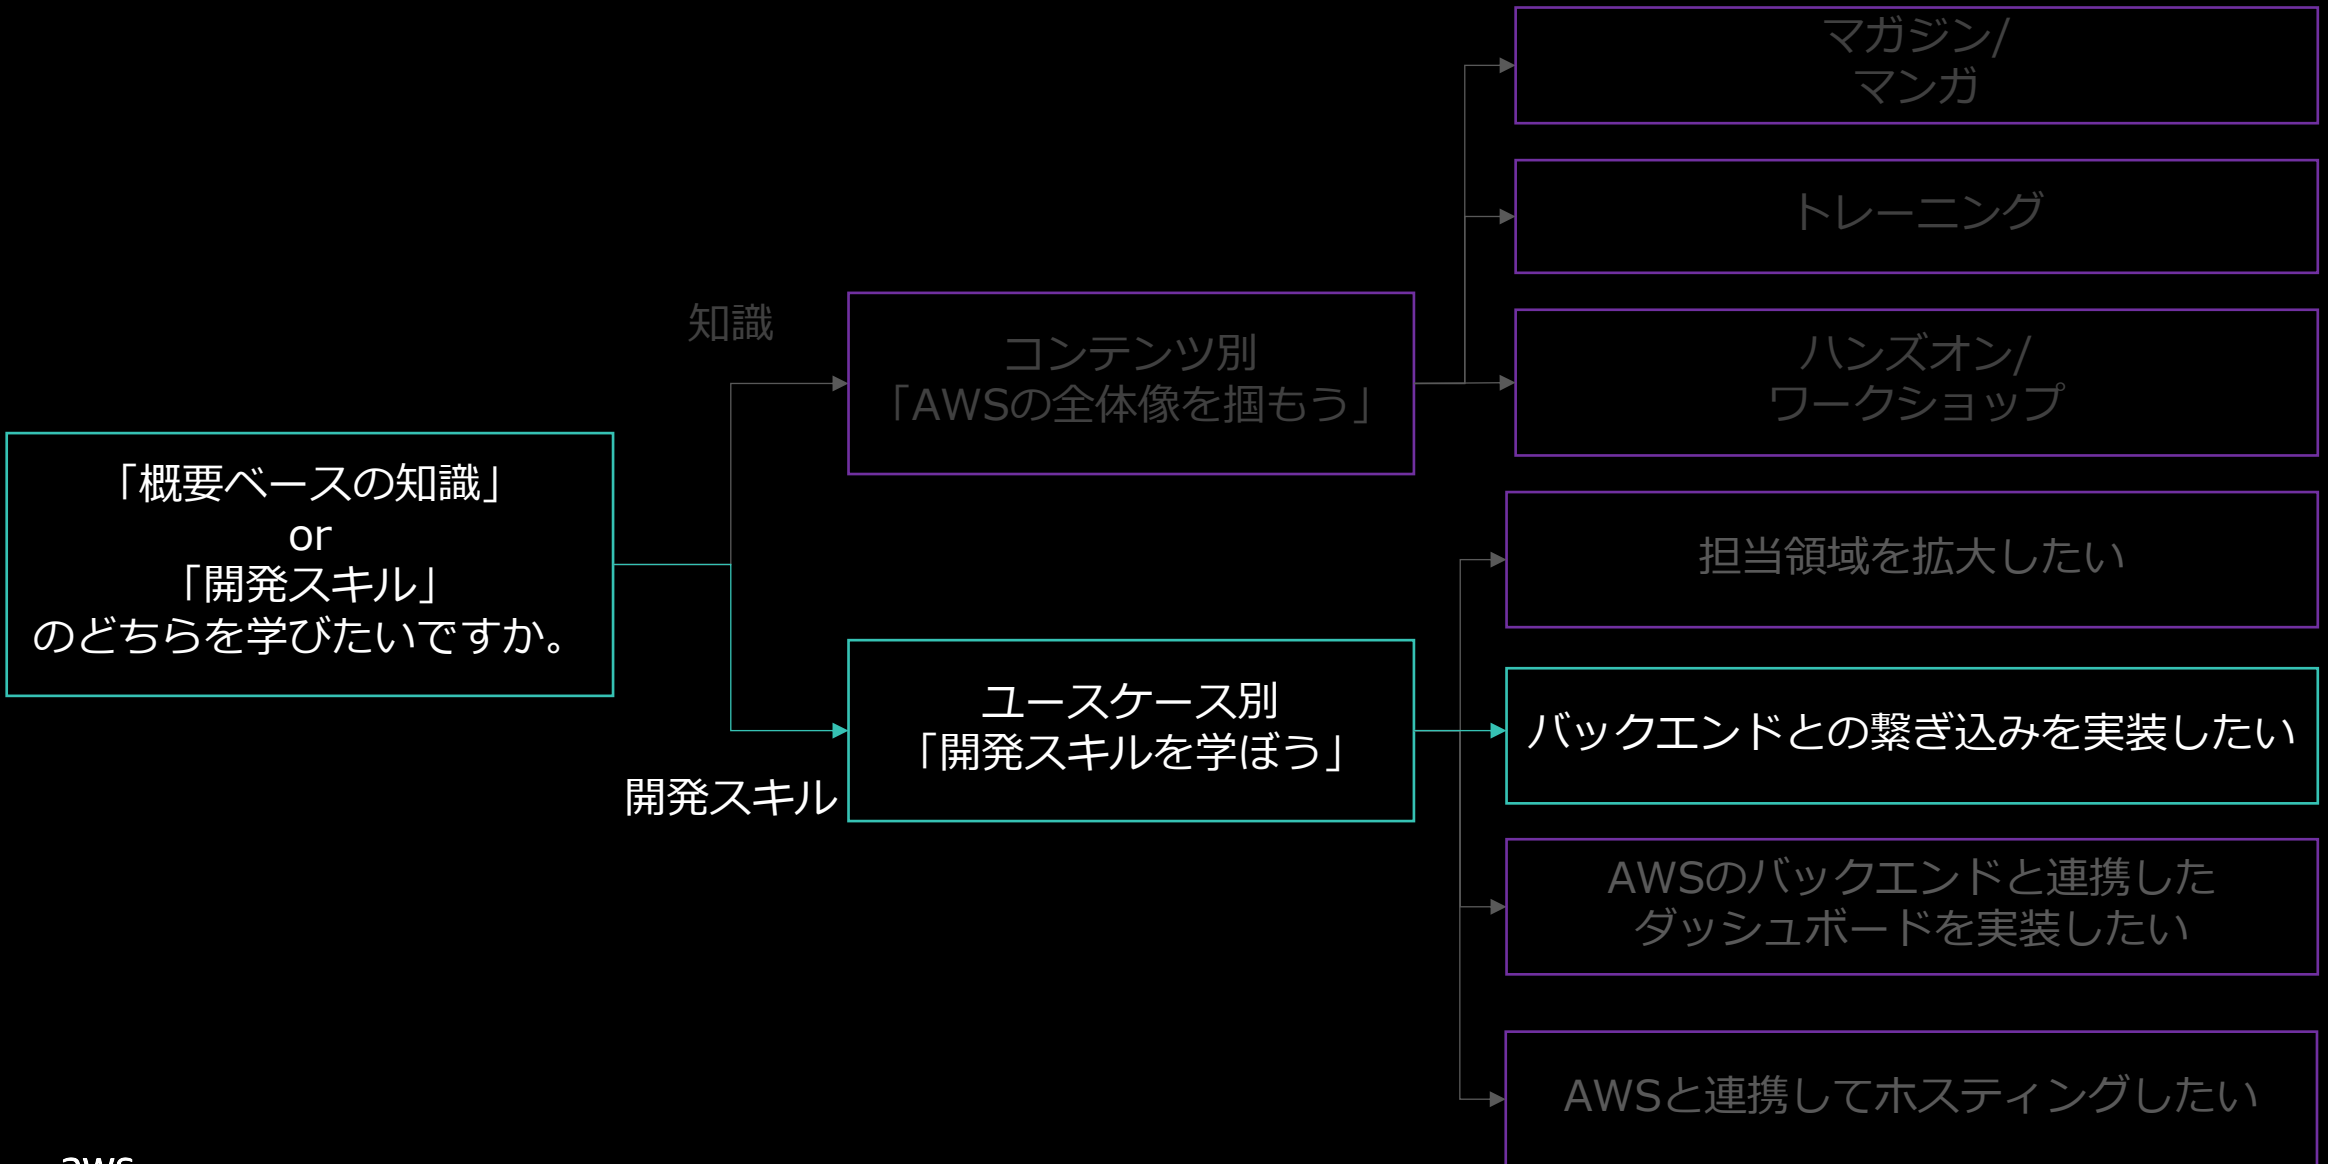 「概要ベースの知識」
or
「開発スキル」
のどちらを学びたいですか。
知識
開発スキル
コンテンツ別
「AWSの全体像を掴もう」
ユースケース別
「開発スキルを学ぼう」
マガジン/
マンガ
トレーニング
ハンズオン/
ワークショップ
担当領域を拡大したい
バックエンドとの繋ぎ込みを実装したい
AWSのバックエンドと連携した
ダッシュボードを実装したい
AWSと連携してホスティングしたい
aws